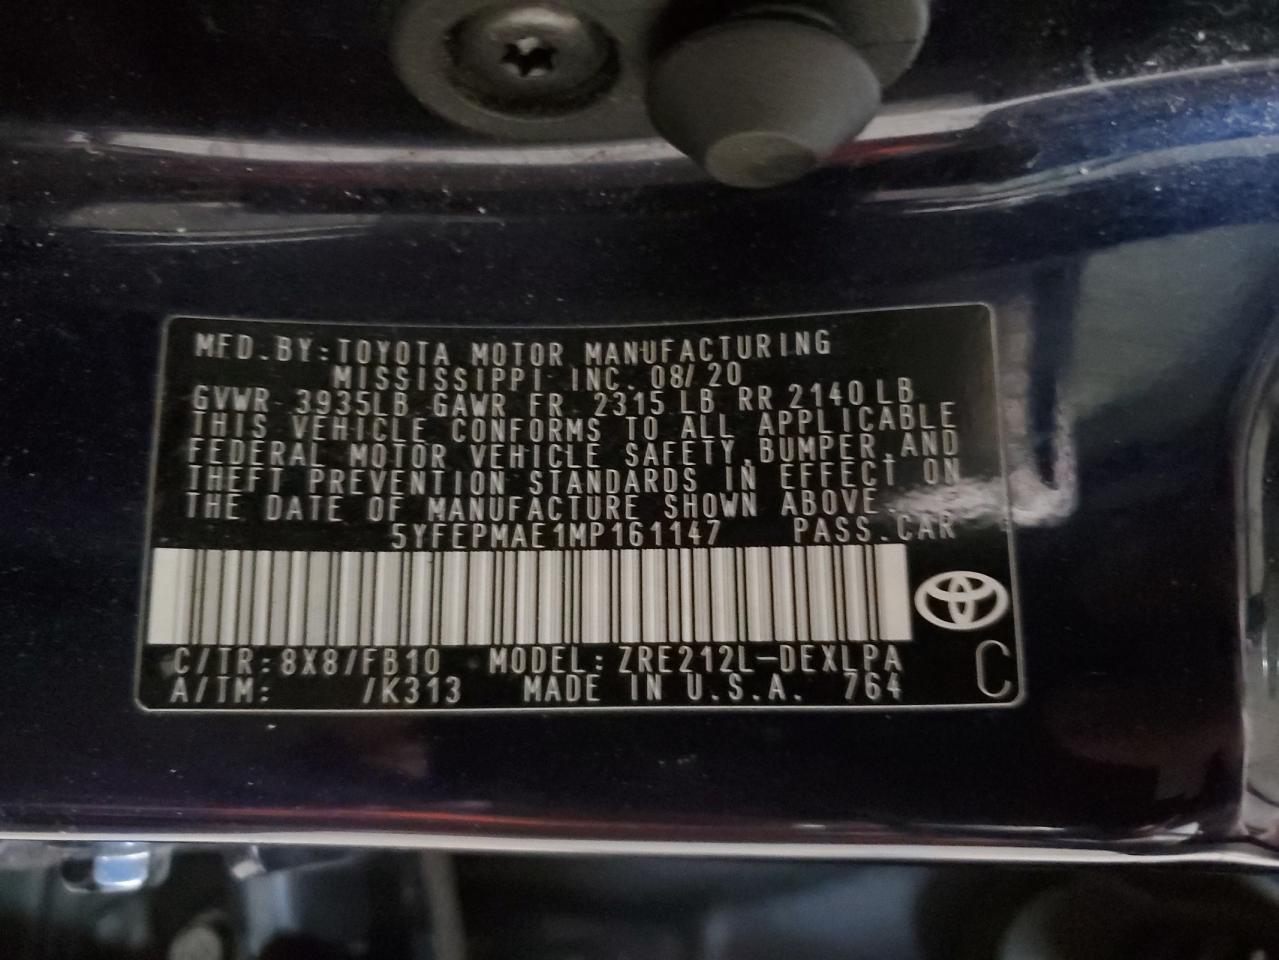 MFD.BY:TOYOTA MOTOR MANUFACTURING
MISSISSIPPI INC. 08/20
GVWR 3935LB GAWR FR 2315 LB RR 2140 LB
THIS VEHICLE CONFORMS TO ALL APPLICABLE
FEDERAL MOTOR VEHICLE SAFETY,BUMPER,AND
THEFT PREVENTION STANDARDS IN EFFECT ON
THE DATE OF MANUFACTURE SHOWN ABOVE.
5YFEPMAE1MP161147 PASS.CAR
C/TR:8X8/FB10 MODEL:ZRE212L-DEXLPA
A/TM: /K313 MADE IN U.S.A. 764
C